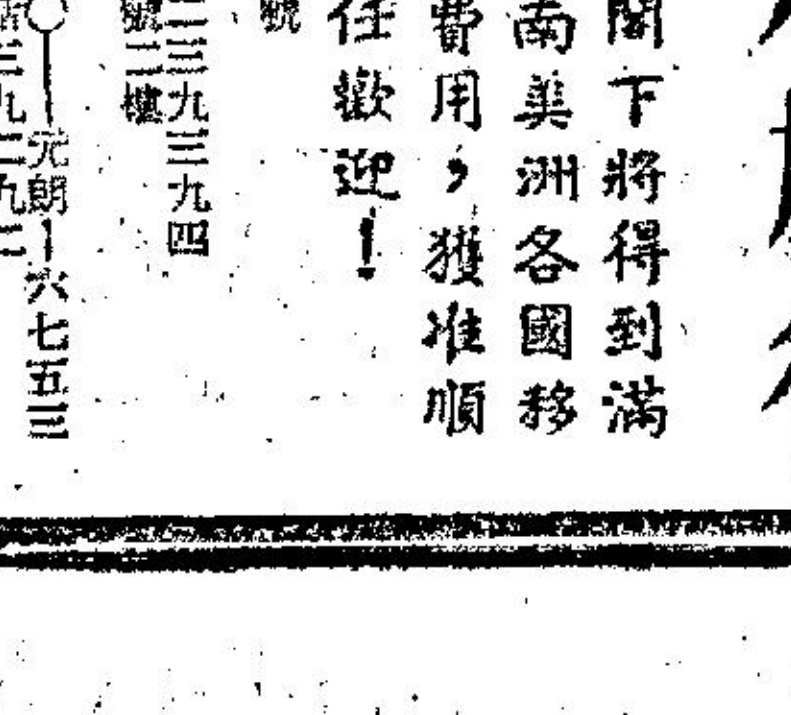 閣下將得到滿
南美洲各國移
費用，獲准順
任歡迎！
號
二三九三九四
號二樓
○—元朗—六七五三
三九二九二